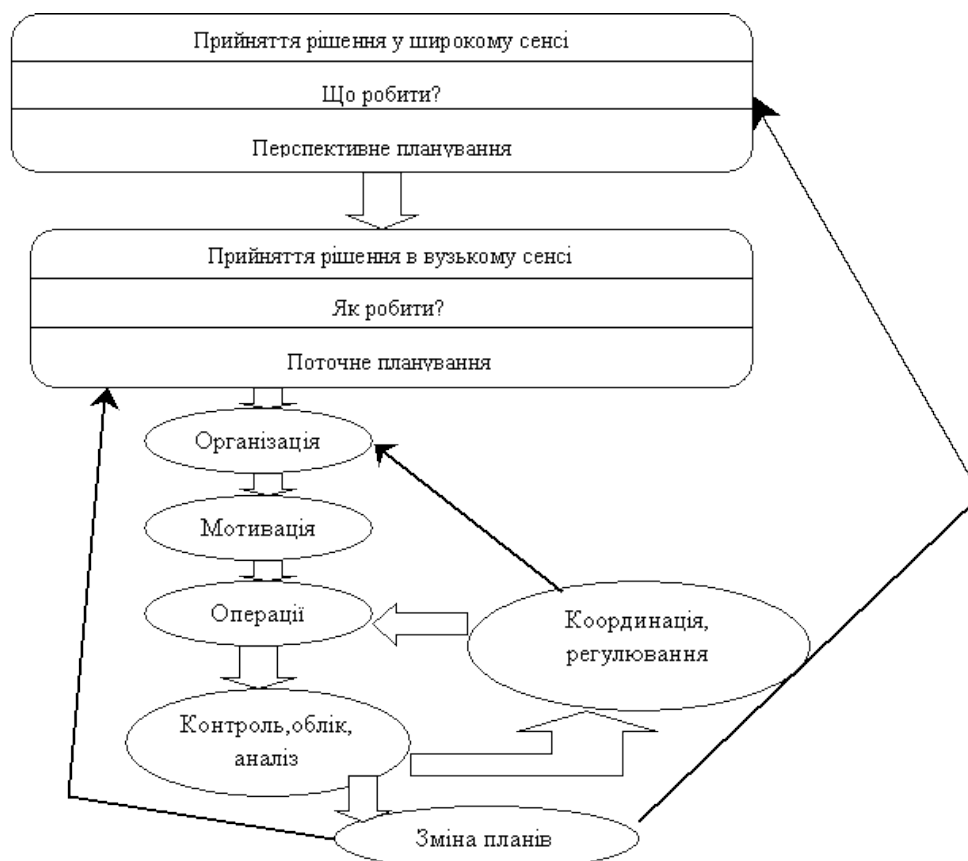 Прийняття рішення у широкому сенсі
Що робити?
Перспективне планування
Прийняття рішення в вузькому сенсі
Як робити?
Поточне планування
Організація
Мотивація
Операції
Координація,
регулювання
Контроль,облік,
аналіз
Зміна планів